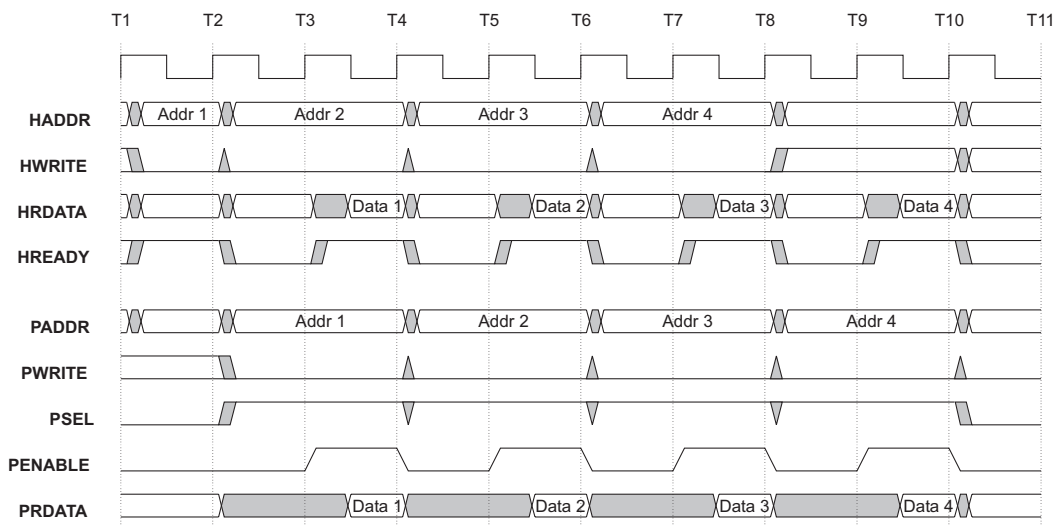 T1 T2 T3 T4 T5 T6 T7 T8 T9 T10 T11
HADDR Addr 1 Addr 2 Addr 3 Addr 4
HWRITE
HRDATA Data 1 Data 2 Data 3 Data 4
HREADY
PADDR Addr 1 Addr 2 Addr 3 Addr 4
PWRITE
PSEL
PENABLE
PRDATA Data 1 Data 2 Data 3 Data 4